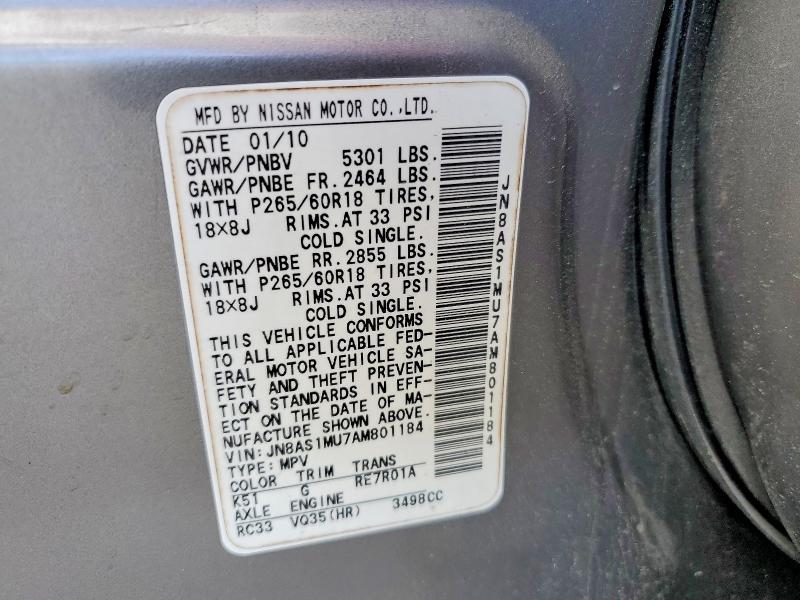 MFD BY NISSAN MOTOR CO.,LTD.
DATE 01/10
GVWR/PNBV 5301 LBS.
GAWR/PNBE FR. 2464 LBS.
WITH P265/60R18 TIRES,
18×8J RIMS. AT 33 PSI
COLD SINGLE.
GAWR/PNBE RR. 2855 LBS.
WITH P265/60R18 TIRES,
18×8J RIMS. AT 33 PSI
COLD SINGLE.
THIS VEHICLE CONFORMS
TO ALL APPLICABLE FED-
ERAL MOTOR VEHICLE SA-
FETY AND THEFT PREVEN-
TION STANDARDS IN EFF-
ECT ON THE DATE OF MA-
NUFACTURE SHOWN ABOVE.
VIN: JN8AS1MU7AM801184
TYPE: MPV
COLOR TRIM TRANS
K51 G RE7R01A
AXLE ENGINE
RC33 VQ35(HR) 3498CC
JN8AS1MU7AM801184